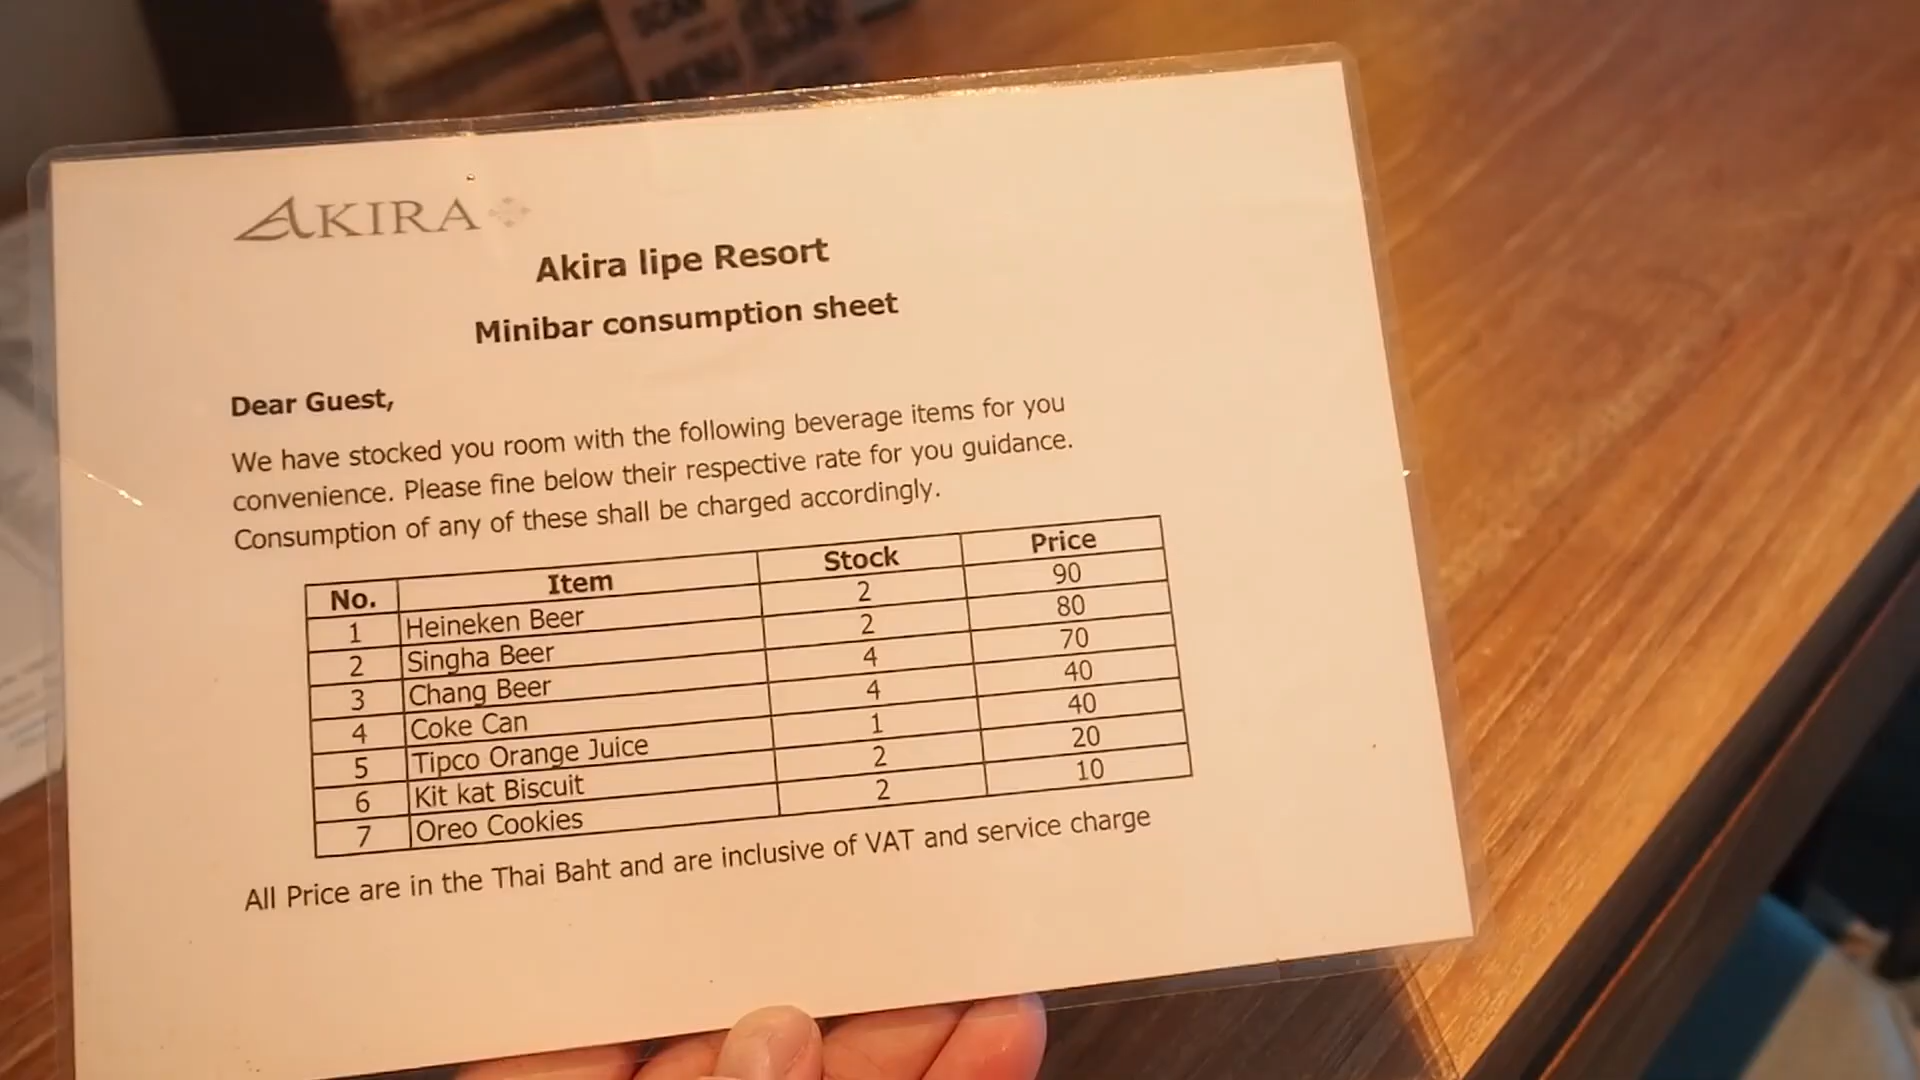 SCAN
MENU
AKIRA
Akira lipe Resort
Minibar consumption sheet
Dear Guest,
We have stocked you room with the following beverage items for you
convenience. Please fine below their respective rate for you guidance.
Consumption of any of these shall be charged accordingly.
No. Item Stock Price
1 Heineken Beer 2 90
2 Singha Beer 2 80
3 Chang Beer 4 70
4 Coke Can 4 40
5 Tipco Orange Juice 1 40
6 Kit kat Biscuit 2 20
7 Oreo Cookies 2 10
All Price are in the Thai Baht and are inclusive of VAT and service charge